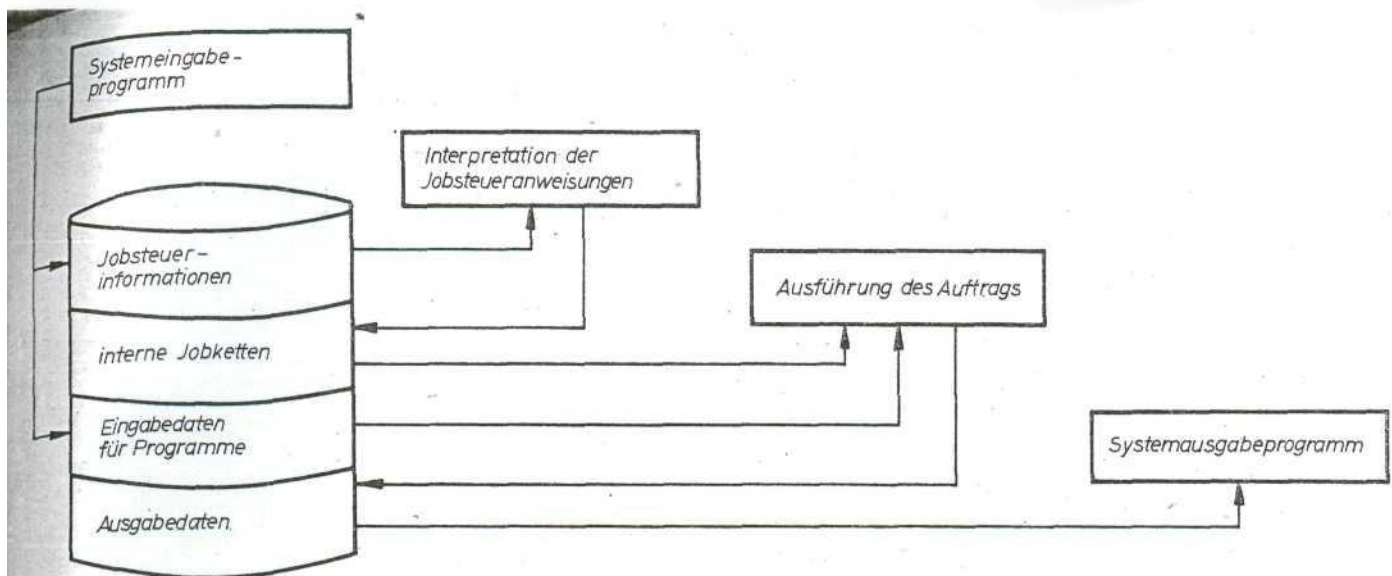 Systemeingabe-
programm
Interpretation der
Jobsteueranweisungen
Jobsteuer-
informationen
Ausführung des Auftrags
interne Jobketten
Eingabedaten
für Programme
Systemausgabeprogramm
Ausgabedaten